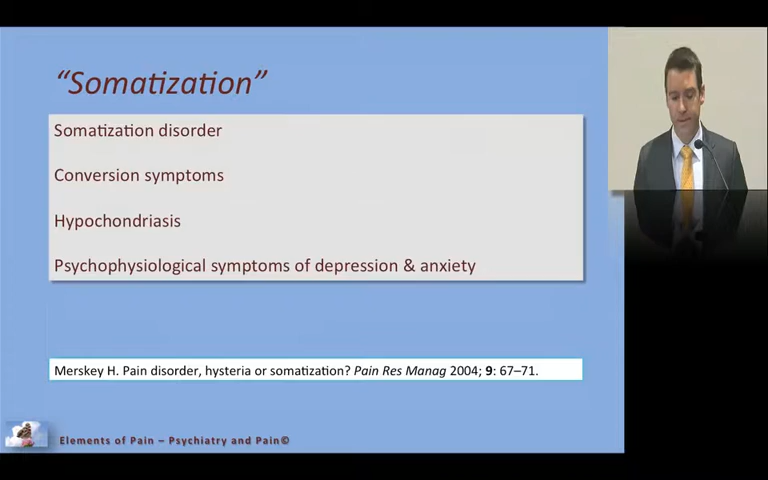 “Somatization”
Somatization disorder
Conversion symptoms
Hypochondriasis
Psychophysiological symptoms of depression & anxiety
Merskey H. Pain disorder, hysteria or somatization? Pain Res Manag 2004; 9: 67–71.
Elements of Pain – Psychiatry and Pain©